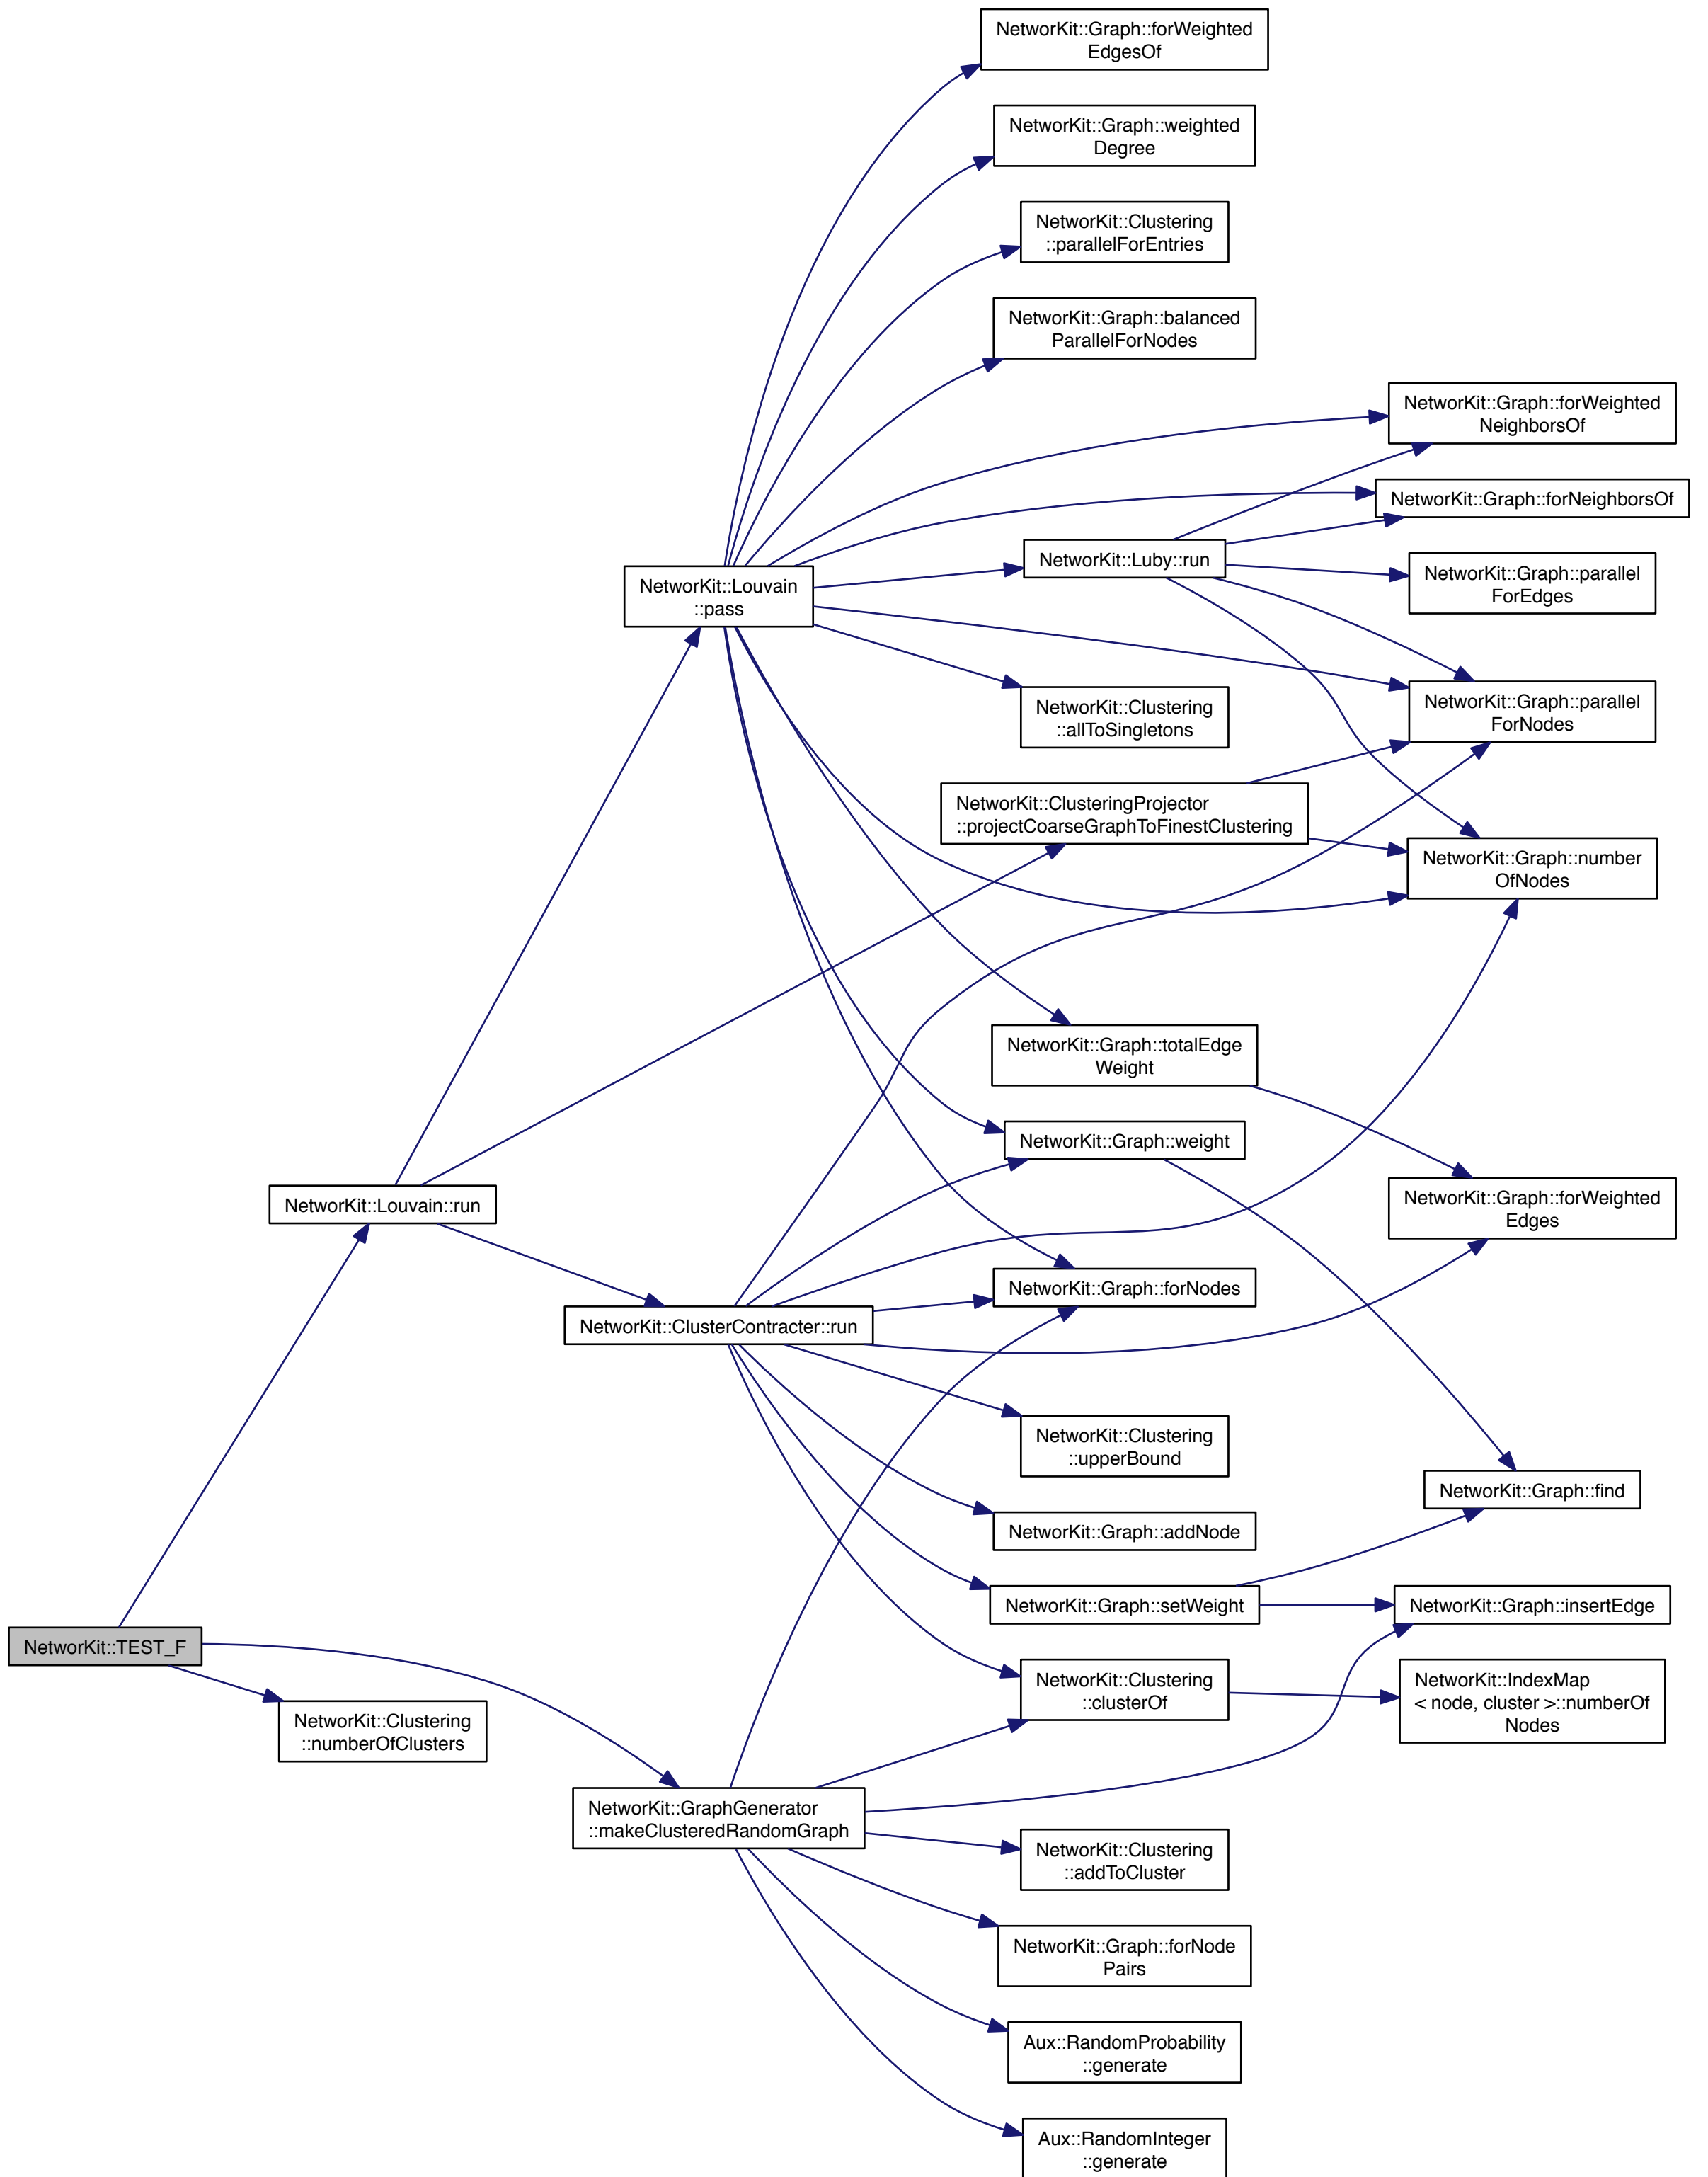 NetworKit::Graph::forWeighted
EdgesOf
NetworKit::Graph::weighted
Degree
NetworKit::Clustering
::parallelForEntries
NetworKit::Graph::balanced
ParallelForNodes
NetworKit::Graph::forWeighted
NeighborsOf
NetworKit::Graph::forNeighborsOf
NetworKit::Luby::run
NetworKit::Graph::parallel
ForEdges
NetworKit::Louvain
::pass
NetworKit::Graph::parallel
ForNodes
NetworKit::Clustering
::allToSingletons
NetworKit::ClusteringProjector
::projectCoarseGraphToFinestClustering
NetworKit::Graph::number
OfNodes
NetworKit::Graph::totalEdge
Weight
NetworKit::Graph::weight
NetworKit::Louvain::run
NetworKit::Graph::forWeighted
Edges
NetworKit::Graph::forNodes
NetworKit::ClusterContracter::run
NetworKit::Clustering
::upperBound
NetworKit::Graph::find
NetworKit::Graph::addNode
NetworKit::Graph::setWeight
NetworKit::Graph::insertEdge
NetworKit::TEST_F
NetworKit::Clustering
::clusterOf
NetworKit::IndexMap
< node, cluster >::numberOf
Nodes
NetworKit::Clustering
::numberOfClusters
NetworKit::GraphGenerator
::makeClusteredRandomGraph
NetworKit::Clustering
::addToCluster
NetworKit::Graph::forNode
Pairs
Aux::RandomProbability
::generate
Aux::RandomInteger
::generate